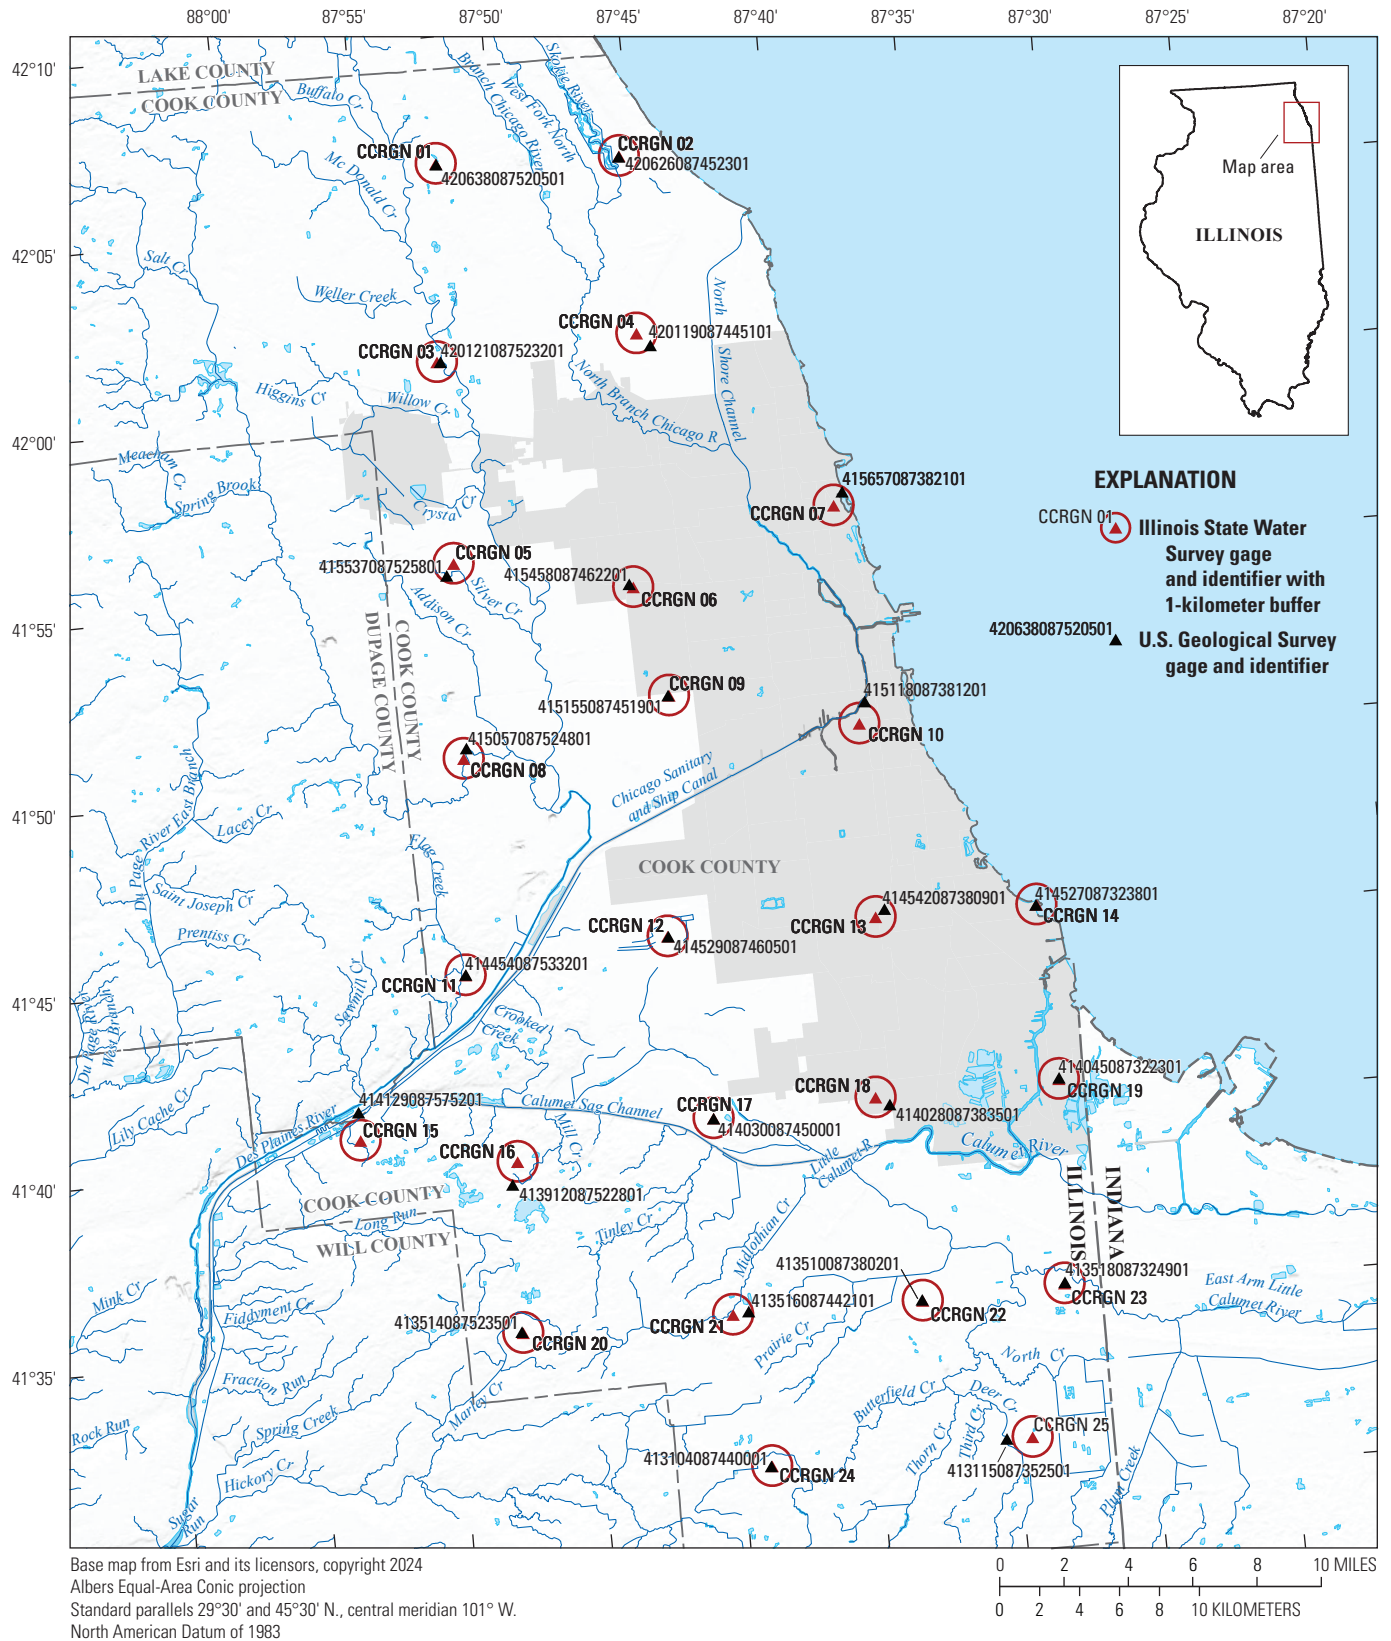 88°00'
87°55'
87°50'
87°45'
87°40'
87°35'
87°30'
87°25'
87°20'
42°10'
42°05'
42°00'
41°55'
41°50'
41°45'
41°40'
41°35'
LAKE COUNTY
COOK COUNTY
Buffalo Cr
Branch Chicago River
West Fork North
Skokie River
CCRGN 01
420638087520501
CCRGN 02
420626087452301
Mc Donald Cr
Salt Cr
Weller Creek
North
Shore Channel
CCRGN 04
420119087445101
CCRGN 03
420121087523201
Higgins Cr
Willow Cr
North Branch Chicago R
Meacham Cr
Spring Brook
Crystal Cr
415657087382101
CCRGN 07
CCRGN 05
415537087525801
415458087462201
CCRGN 06
Silver Cr
Addison Cr
COOK COUNTY
DUPAGE COUNTY
CCRGN 09
415155087451901
415118087381201
CCRGN 10
415057087524801
CCRGN 08
Chicago Sanitary
and Ship Canal
Du Page River East Branch
Lacey Cr
Flag Creek
COOK COUNTY
Saint Joseph Cr
Prentiss Cr
CCRGN 12
414529087460501
414542087380901
CCRGN 13
414527087323801
CCRGN 14
414454087533201
CCRGN 11
Sawmill Cr
Crooked
Creek
Du Page River
West Branch
Lily Cache Cr
414129087575201
CCRGN 15
Des Plaines River
Calumet Sag Channel
Mill Cr
CCRGN 16
413912087522801
CCRGN 17
414030087450001
CCRGN 18
414028087383501
414045087322301
CCRGN 19
Little
Calumet R
Calumet River
ILLINOIS
INDIANA
COOK COUNTY
Long Run
WILL COUNTY
Tinley Cr
Midlothian Cr
Mink Cr
Fiddyment Cr
413510087380201
CCRGN 22
413518087324901
CCRGN 23
East Arm Little
Calumet River
413514087523501
CCRGN 20
413516087442101
CCRGN 21
Prairie Cr
North Cr
Fraction Run
Marley Cr
Butterfield Cr
Deer Cr
Third Cr
Thorn Cr
Rock Run
Spring Creek
Hickory Cr
Sugar
Run
413104087440001
CCRGN 24
CCRGN 25
413115087352501
Plum Creek
Map area
ILLINOIS
EXPLANATION
CCRGN 01
Illinois State Water
Survey gage
and identifier with
1-kilometer buffer
420638087520501
U.S. Geological Survey
gage and identifier
Base map from Esri and its licensors, copyright 2024
Albers Equal-Area Conic projection
Standard parallels 29°30' and 45°30' N., central meridian 101° W.
North American Datum of 1983
0 2 4 6 8 10 MILES
0 2 4 6 8 10 KILOMETERS